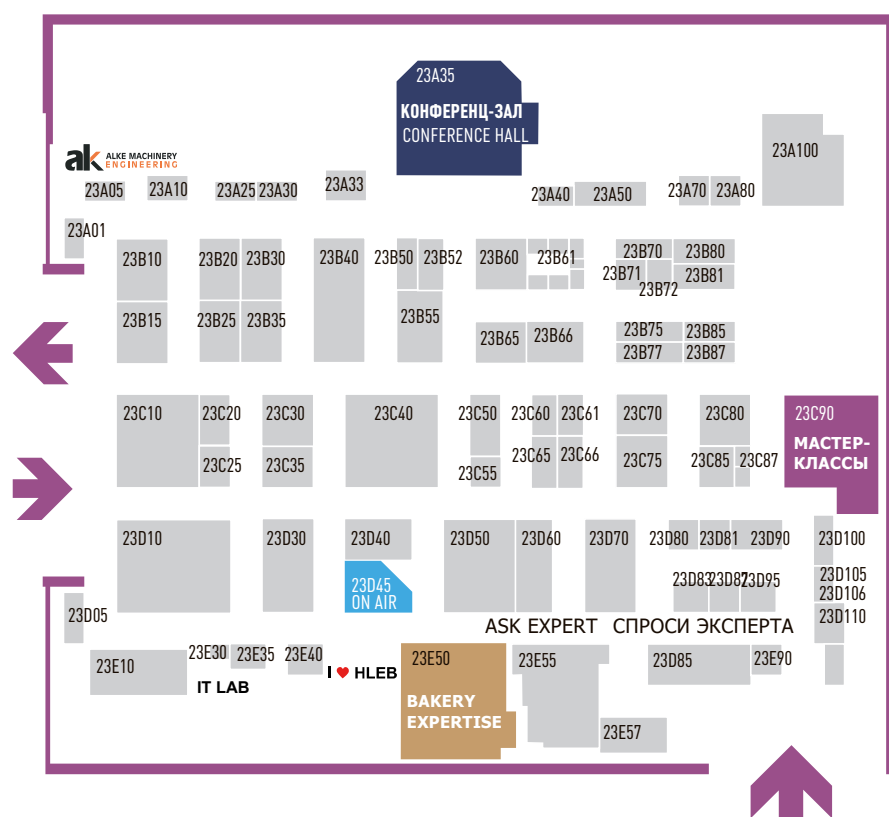 23A35
КОНФЕРЕНЦ-ЗАЛ
CONFERENCE HALL
23A100
ak ALKE MACHINERY
ENGINEERING
23A05 23A10 23A25 23A30 23A33 23A40 23A50 23A70 23A80
23A01
23B10 23B20 23B30 23B40 23B50 23B52 23B60 23B61 23B70 23B80
23B71 23B81
23B72
23B15 23B25 23B35 23B55 23B65 23B66 23B75 23B85
23B77 23B87
23C10 23C20 23C30 23C40 23C50 23C60 23C61 23C70 23C80 23C90
МАСТЕР-
КЛАССЫ
23C25 23C35 23C55 23C65 23C66 23C75 23C85 23C87
23D10 23D30 23D40 23D50 23D60 23D70 23D80 23D81 23D90 23D100
23D45
ON AIR
23D83 23D87 23D95 23D105
23D106
23D05 23D110
ASK EXPERT СПРОСИ ЭКСПЕРТА
23E10 23E30 23E35 23E40 23E50 23E55 23D85 23E90
IT LAB
I ♥ HLEB
BAKERY
EXPERTISE
23E57